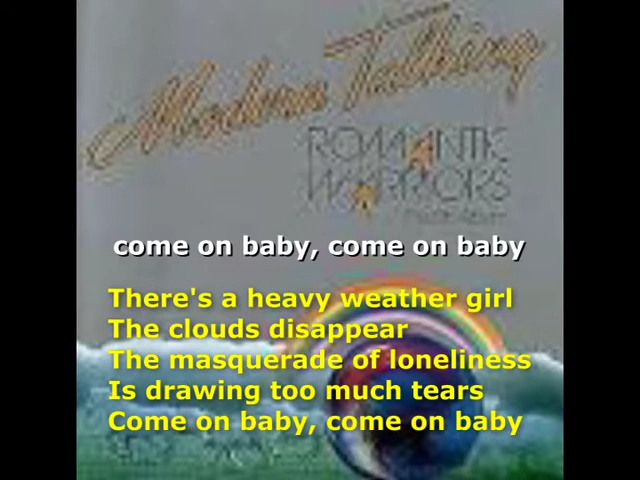 Modern Talking
ROMANTIC
WARRIORS
come on baby, come on baby
There's a heavy weather girl
The clouds disappear
The masquerade of loneliness
Is drawing too much tears
Come on baby, come on baby